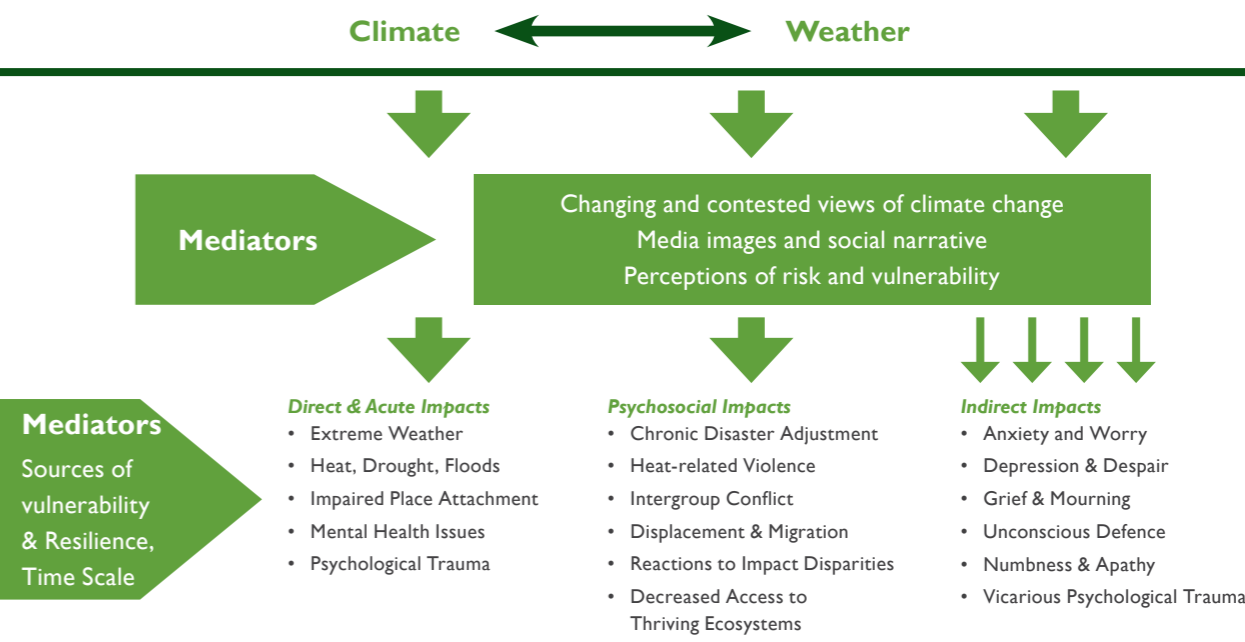 Climate
Weather
Mediators
Changing and contested views of climate change
Media images and social narrative
Perceptions of risk and vulnerability
Mediators
Sources of
vulnerability
& Resilience,
Time Scale
Direct & Acute Impacts
• Extreme Weather
• Heat, Drought, Floods
• Impaired Place Attachment
• Mental Health Issues
• Psychological Trauma
Psychosocial Impacts
• Chronic Disaster Adjustment
• Heat-related Violence
• Intergroup Conflict
• Displacement & Migration
• Reactions to Impact Disparities
• Decreased Access to
Thriving Ecosystems
Indirect Impacts
• Anxiety and Worry
• Depression & Despair
• Grief & Mourning
• Unconscious Defence
• Numbness & Apathy
• Vicarious Psychological Trauma